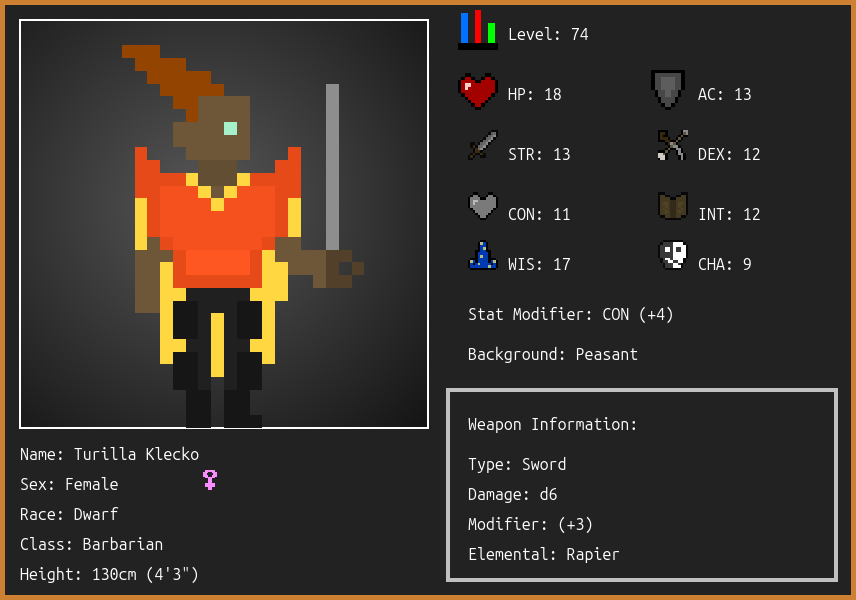 Level: 74
HP: 18
AC: 13
STR: 13
DEX: 12
CON: 11
INT: 12
WIS: 17
CHA: 9
Stat Modifier: CON (+4)
Background: Peasant
Weapon Information:
Type: Sword
Damage: d6
Modifier: (+3)
Elemental: Rapier
Name: Turilla Klecko
Sex: Female
Race: Dwarf
Class: Barbarian
Height: 130cm (4'3")